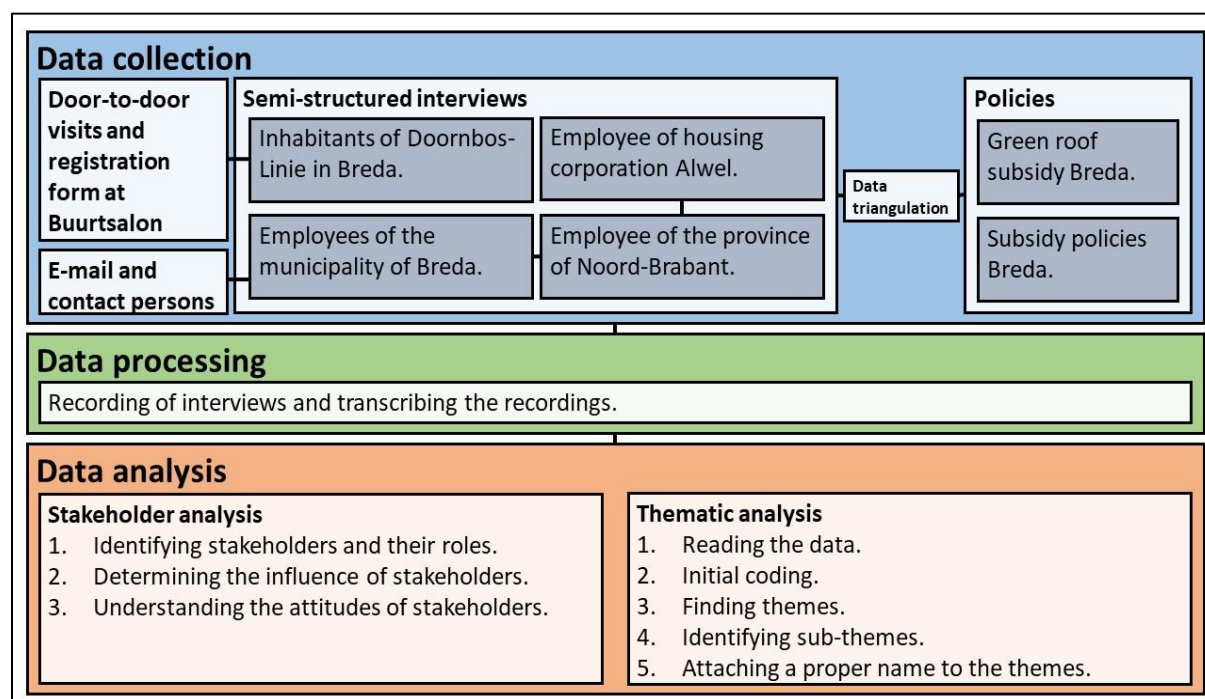 Data collection
Door-to-door
visits and
registration
form at
Buurtsalon
E-mail and
contact persons
Semi-structured interviews
Inhabitants of Doornbos-
Linie in Breda.
Employee of housing
corporation Alwel.
Employees of the
municipality of Breda.
Employee of the province
of Noord-Brabant.
Data
triangulation
Policies
Green roof
subsidy Breda.
Subsidy policies
Breda.
Data processing
Recording of interviews and transcribing the recordings.
Data analysis
Stakeholder analysis
1. Identifying stakeholders and their roles.
2. Determining the influence of stakeholders.
3. Understanding the attitudes of stakeholders.
Thematic analysis
1. Reading the data.
2. Initial coding.
3. Finding themes.
4. Identifying sub-themes.
5. Attaching a proper name to the themes.